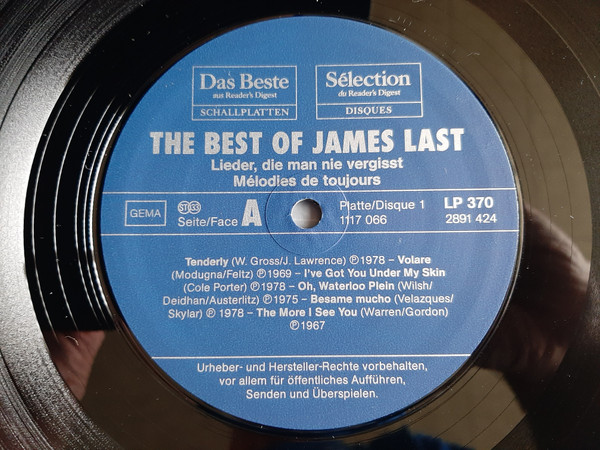 Das Beste
aus Reader's Digest
SCHALLPLATTEN
Sélection
du Reader's Digest
DISQUES
THE BEST OF JAMES LAST
Lieder, die man nie vergisst
Mélodies de toujours
GEMA
ST 33
Seite/Face A
Platte/Disque 1
1117 066
LP 370
2891 424
Tenderly (W. Gross/J. Lawrence) ℗1978 – Volare
(Modugna/Feltz) ℗1969 – I've Got You Under My Skin
(Cole Porter) ℗1978 – Oh, Waterloo Plein (Wilsh/
Deidhan/Austerlitz) ℗1975 – Besame mucho (Velazques/
Skylar) ℗ 1978 – The More I See You (Warren/Gordon)
℗1967
Urheber- und Hersteller-Rechte vorbehalten,
vor allem für öffentliches Aufführen,
Senden und Überspielen.